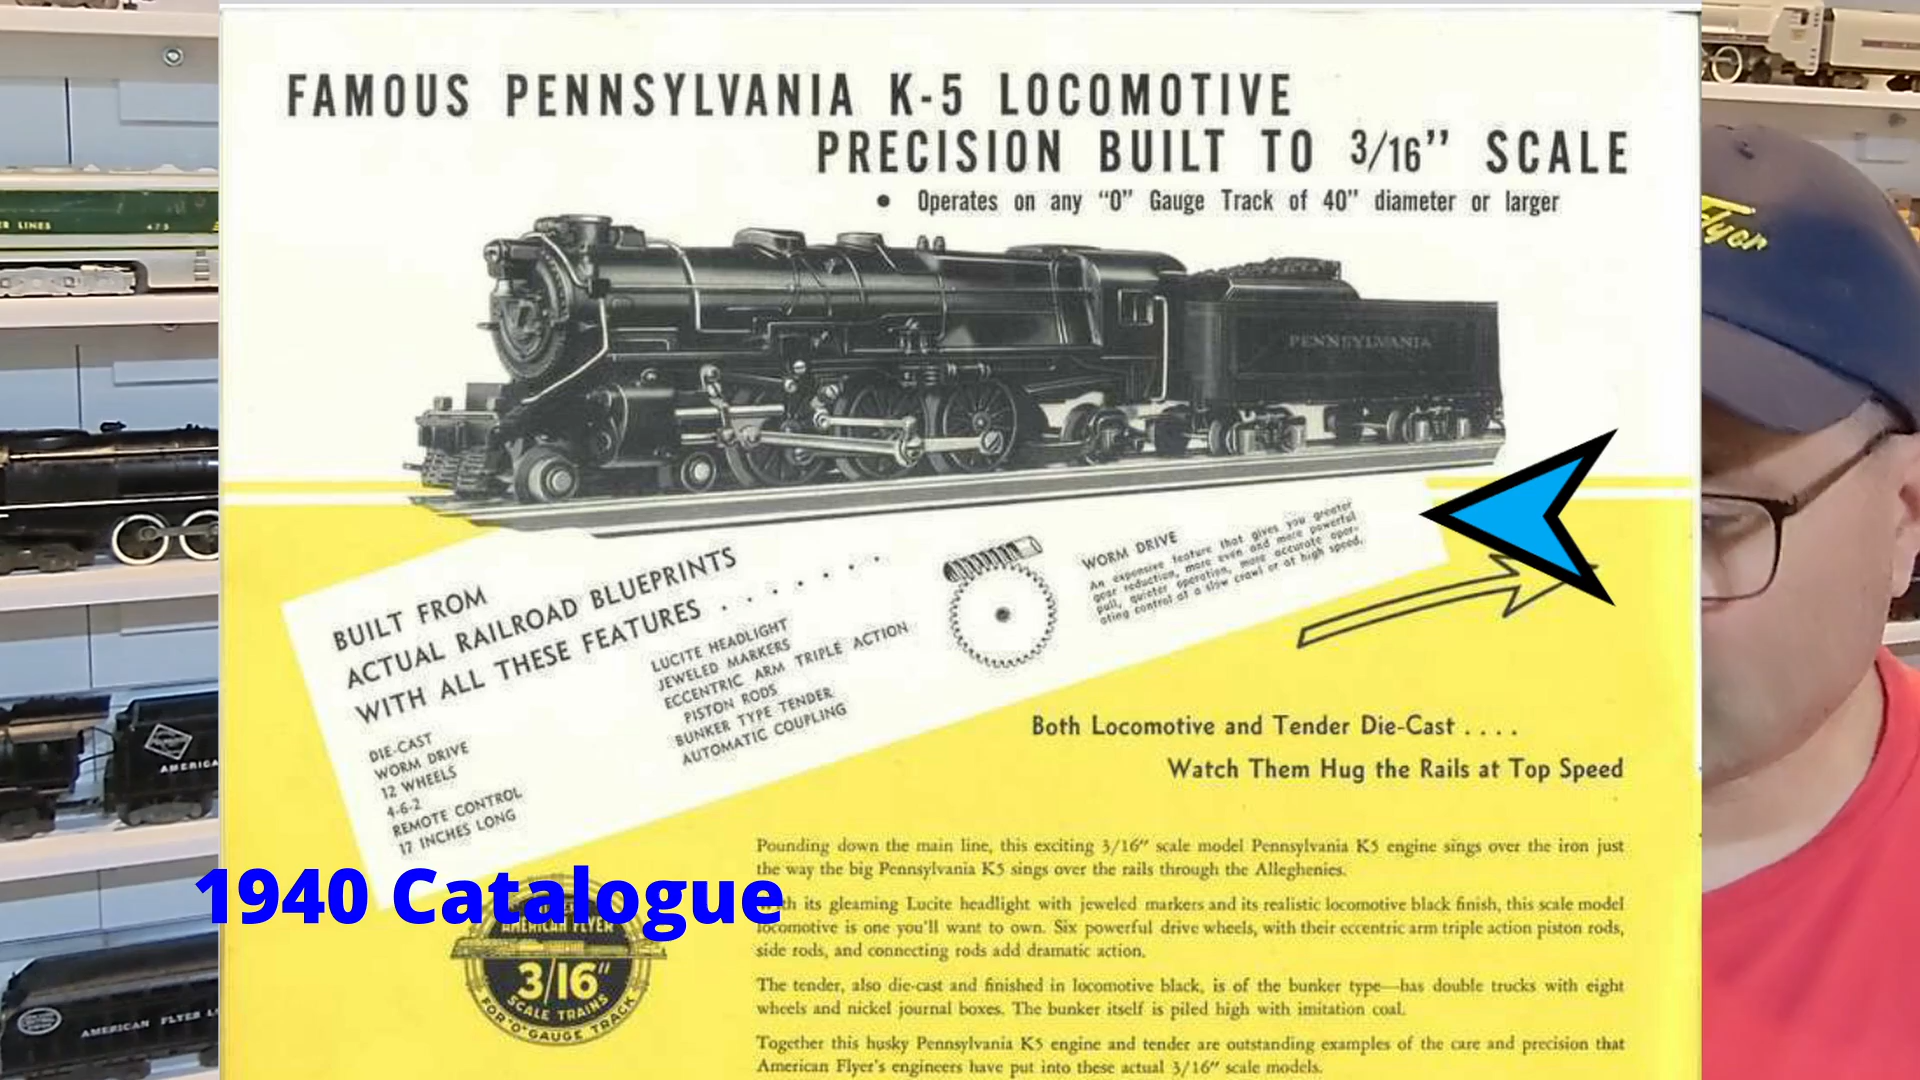 FAMOUS PENNSYLVANIA K-5 LOCOMOTIVE
PRECISION BUILT TO 3/16" SCALE
• Operates on any "O" Gauge Track of 40" diameter or larger
LINES 473
Flyer
PENNSYLVANIA
BUILT FROM
ACTUAL RAILROAD BLUEPRINTS
WITH ALL THESE FEATURES . . . . . . .
DIE-CAST
WORM DRIVE
12 WHEELS
4-6-2
REMOTE CONTROL
17 INCHES LONG
LUCITE HEADLIGHT
JEWELED MARKERS
ECCENTRIC ARM TRIPLE ACTION
PISTON RODS
BUNKER TYPE TENDER
AUTOMATIC COUPLING
WORM DRIVE
An expensive feature that gives you greater
gear reduction, more even and more powerful
pull, quieter operation, more accurate oper-
ating control at a slow crawl or at high speed.
Both Locomotive and Tender Die-Cast . . . .
Watch Them Hug the Rails at Top Speed
AMERICA
1940 Catalogue
AMERICAN FLYER
3/16"
SCALE TRAINS
FOR "O" GAUGE TRACK
AMERICAN FLYER L
Pounding down the main line, this exciting 3/16" scale model Pennsylvania K5 engine sings over the iron just
the way the big Pennsylvania K5 sings over the rails through the Alleghenies.
its gleaming Lucite headlight with jeweled markers and its realistic locomotive black finish, this scale model
locomotive is one you'll want to own. Six powerful drive wheels, with their eccentric arm triple action piston rods,
side rods, and connecting rods add dramatic action.
The tender, also die-cast and finished in locomotive black, is of the bunker type—has double trucks with eight
wheels and nickel journal boxes. The bunker itself is piled high with imitation coal.
Together this husky Pennsylvania K5 engine and tender are outstanding examples of the care and precision that
American Flyer's engineers have put into these actual 3/16" scale models.